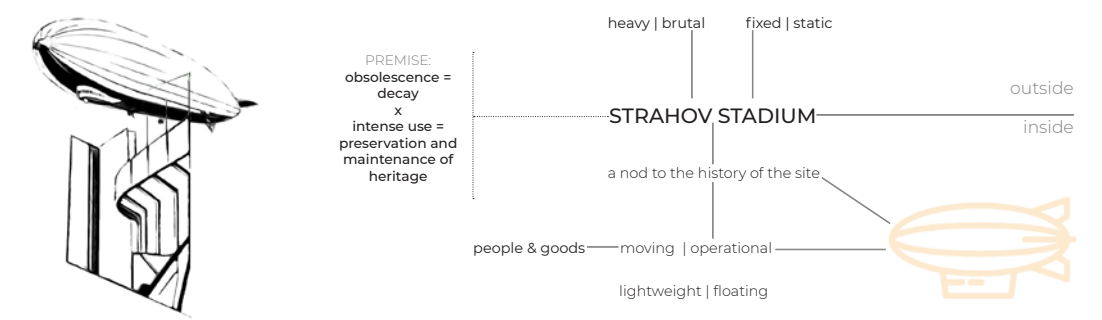 heavy | brutal
fixed | static
PREMISE:
obsolescence =
decay
x
intense use =
preservation and
maintenance of
heritage
STRAHOV STADIUM
outside
inside
a nod to the history of the site
people & goods
moving | operational
lightweight | floating